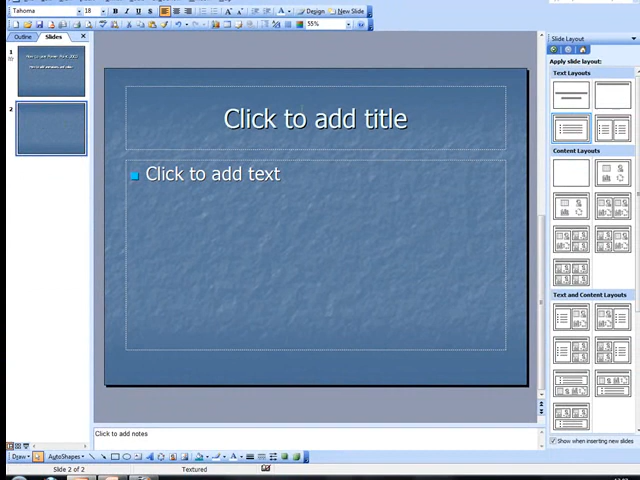 Tahoma 18 Design New Slide
55%
Outline Slides
1
2
Click to add title
Click to add text
Slide Layout
Apply slide layout:
Text Layouts
Content Layouts
Text and Content Layouts
Show when inserting new slides
Click to add notes
Draw AutoShapes
Slide 2 of 2 Textured